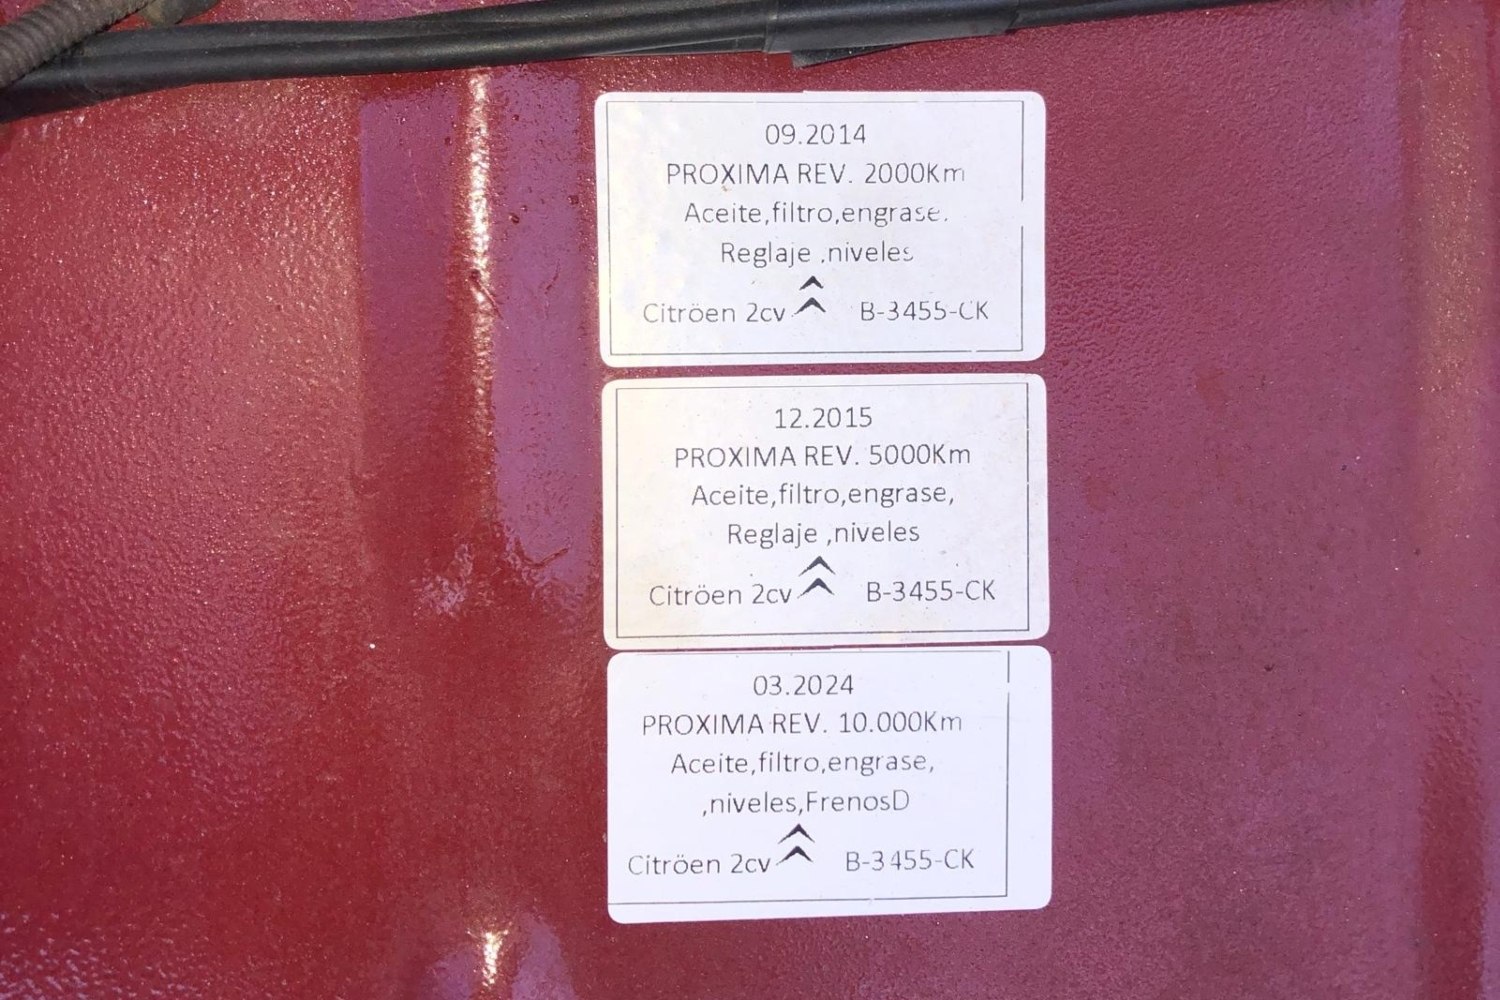 09.2014
PROXIMA REV. 2000Km
Aceite,filtro,engrase.
Reglaje ,niveles
Citröen 2cv B-3455-CK
12.2015
PROXIMA REV. 5000Km
Aceite,filtro,engrase,
Reglaje ,niveles
Citröen 2cv B-3455-CK
03.2024
PROXIMA REV. 10.000Km
Aceite,filtro,engrase,
,niveles,FrenosD
Citröen 2cv B-3455-CK